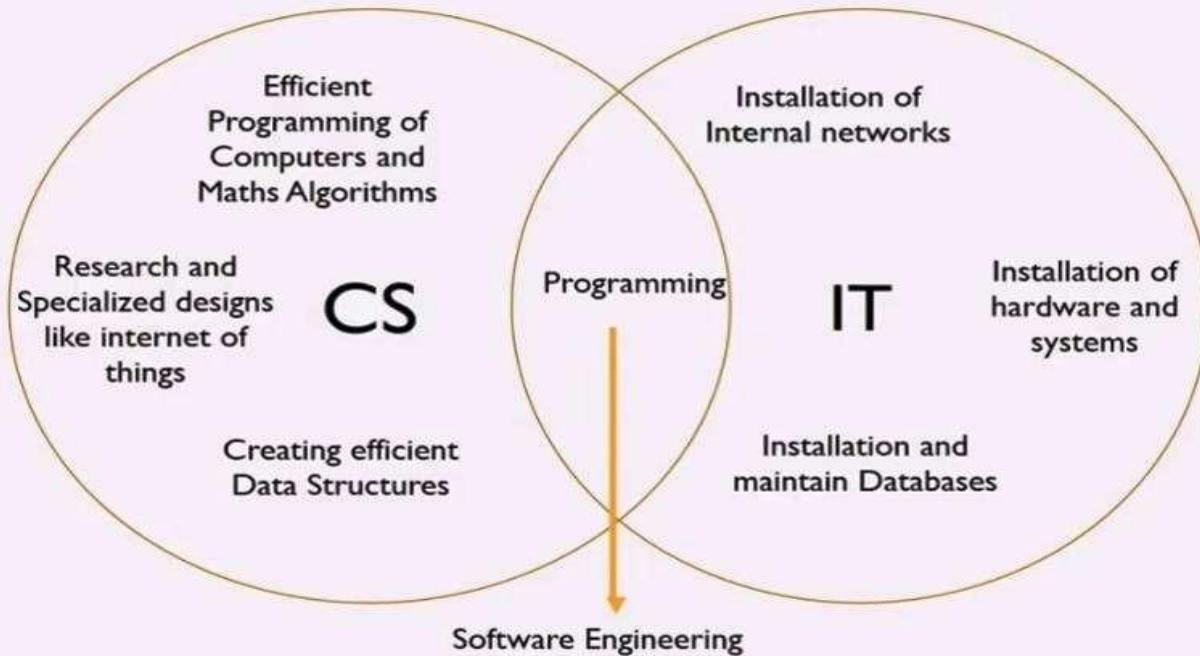 Efficient
Programming of
Computers and
Maths Algorithms
Research and
Specialized designs
like internet of
things
CS
Creating efficient
Data Structures
Programming
Installation of
Internal networks
IT
Installation of
hardware and
systems
Installation and
maintain Databases
Software Engineering